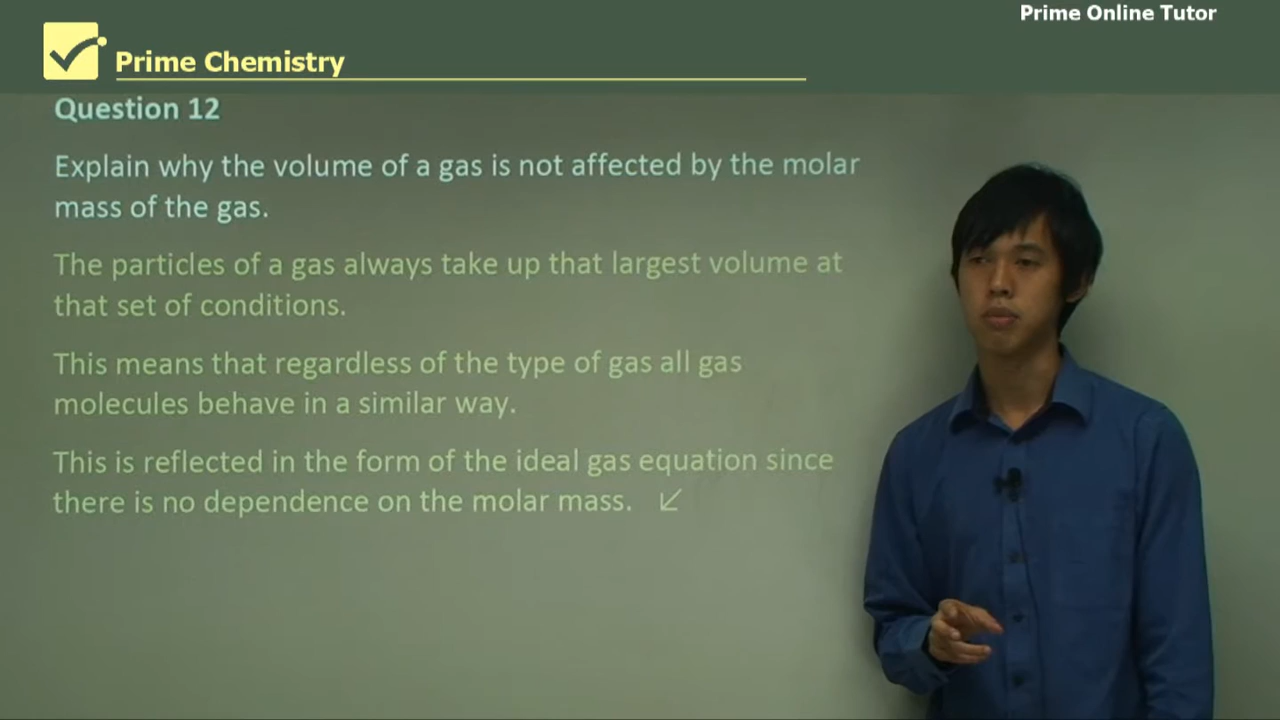 Prime Online Tutor
Prime Chemistry
Question 12
Explain why the volume of a gas is not affected by the molar
mass of the gas.
The particles of a gas always take up that largest volume at
that set of conditions.
This means that regardless of the type of gas all gas
molecules behave in a similar way.
This is reflected in the form of the ideal gas equation since
there is no dependence on the molar mass.